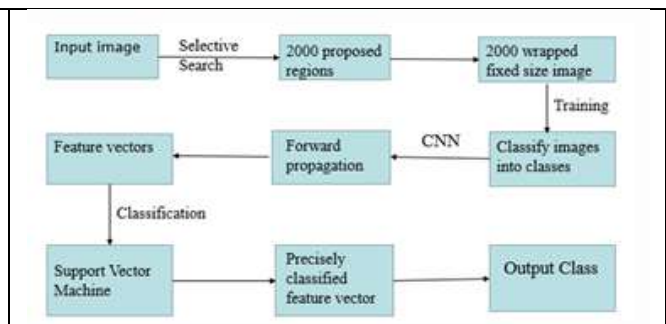 Input image
Selective
Search
2000 proposed
regions
2000 wrapped
fixed size image
Training
Classify images
into classes
CNN
Forward
propagation
Feature vectors
Classification
Support Vector
Machine
Precisely
classified
feature vector
Output Class